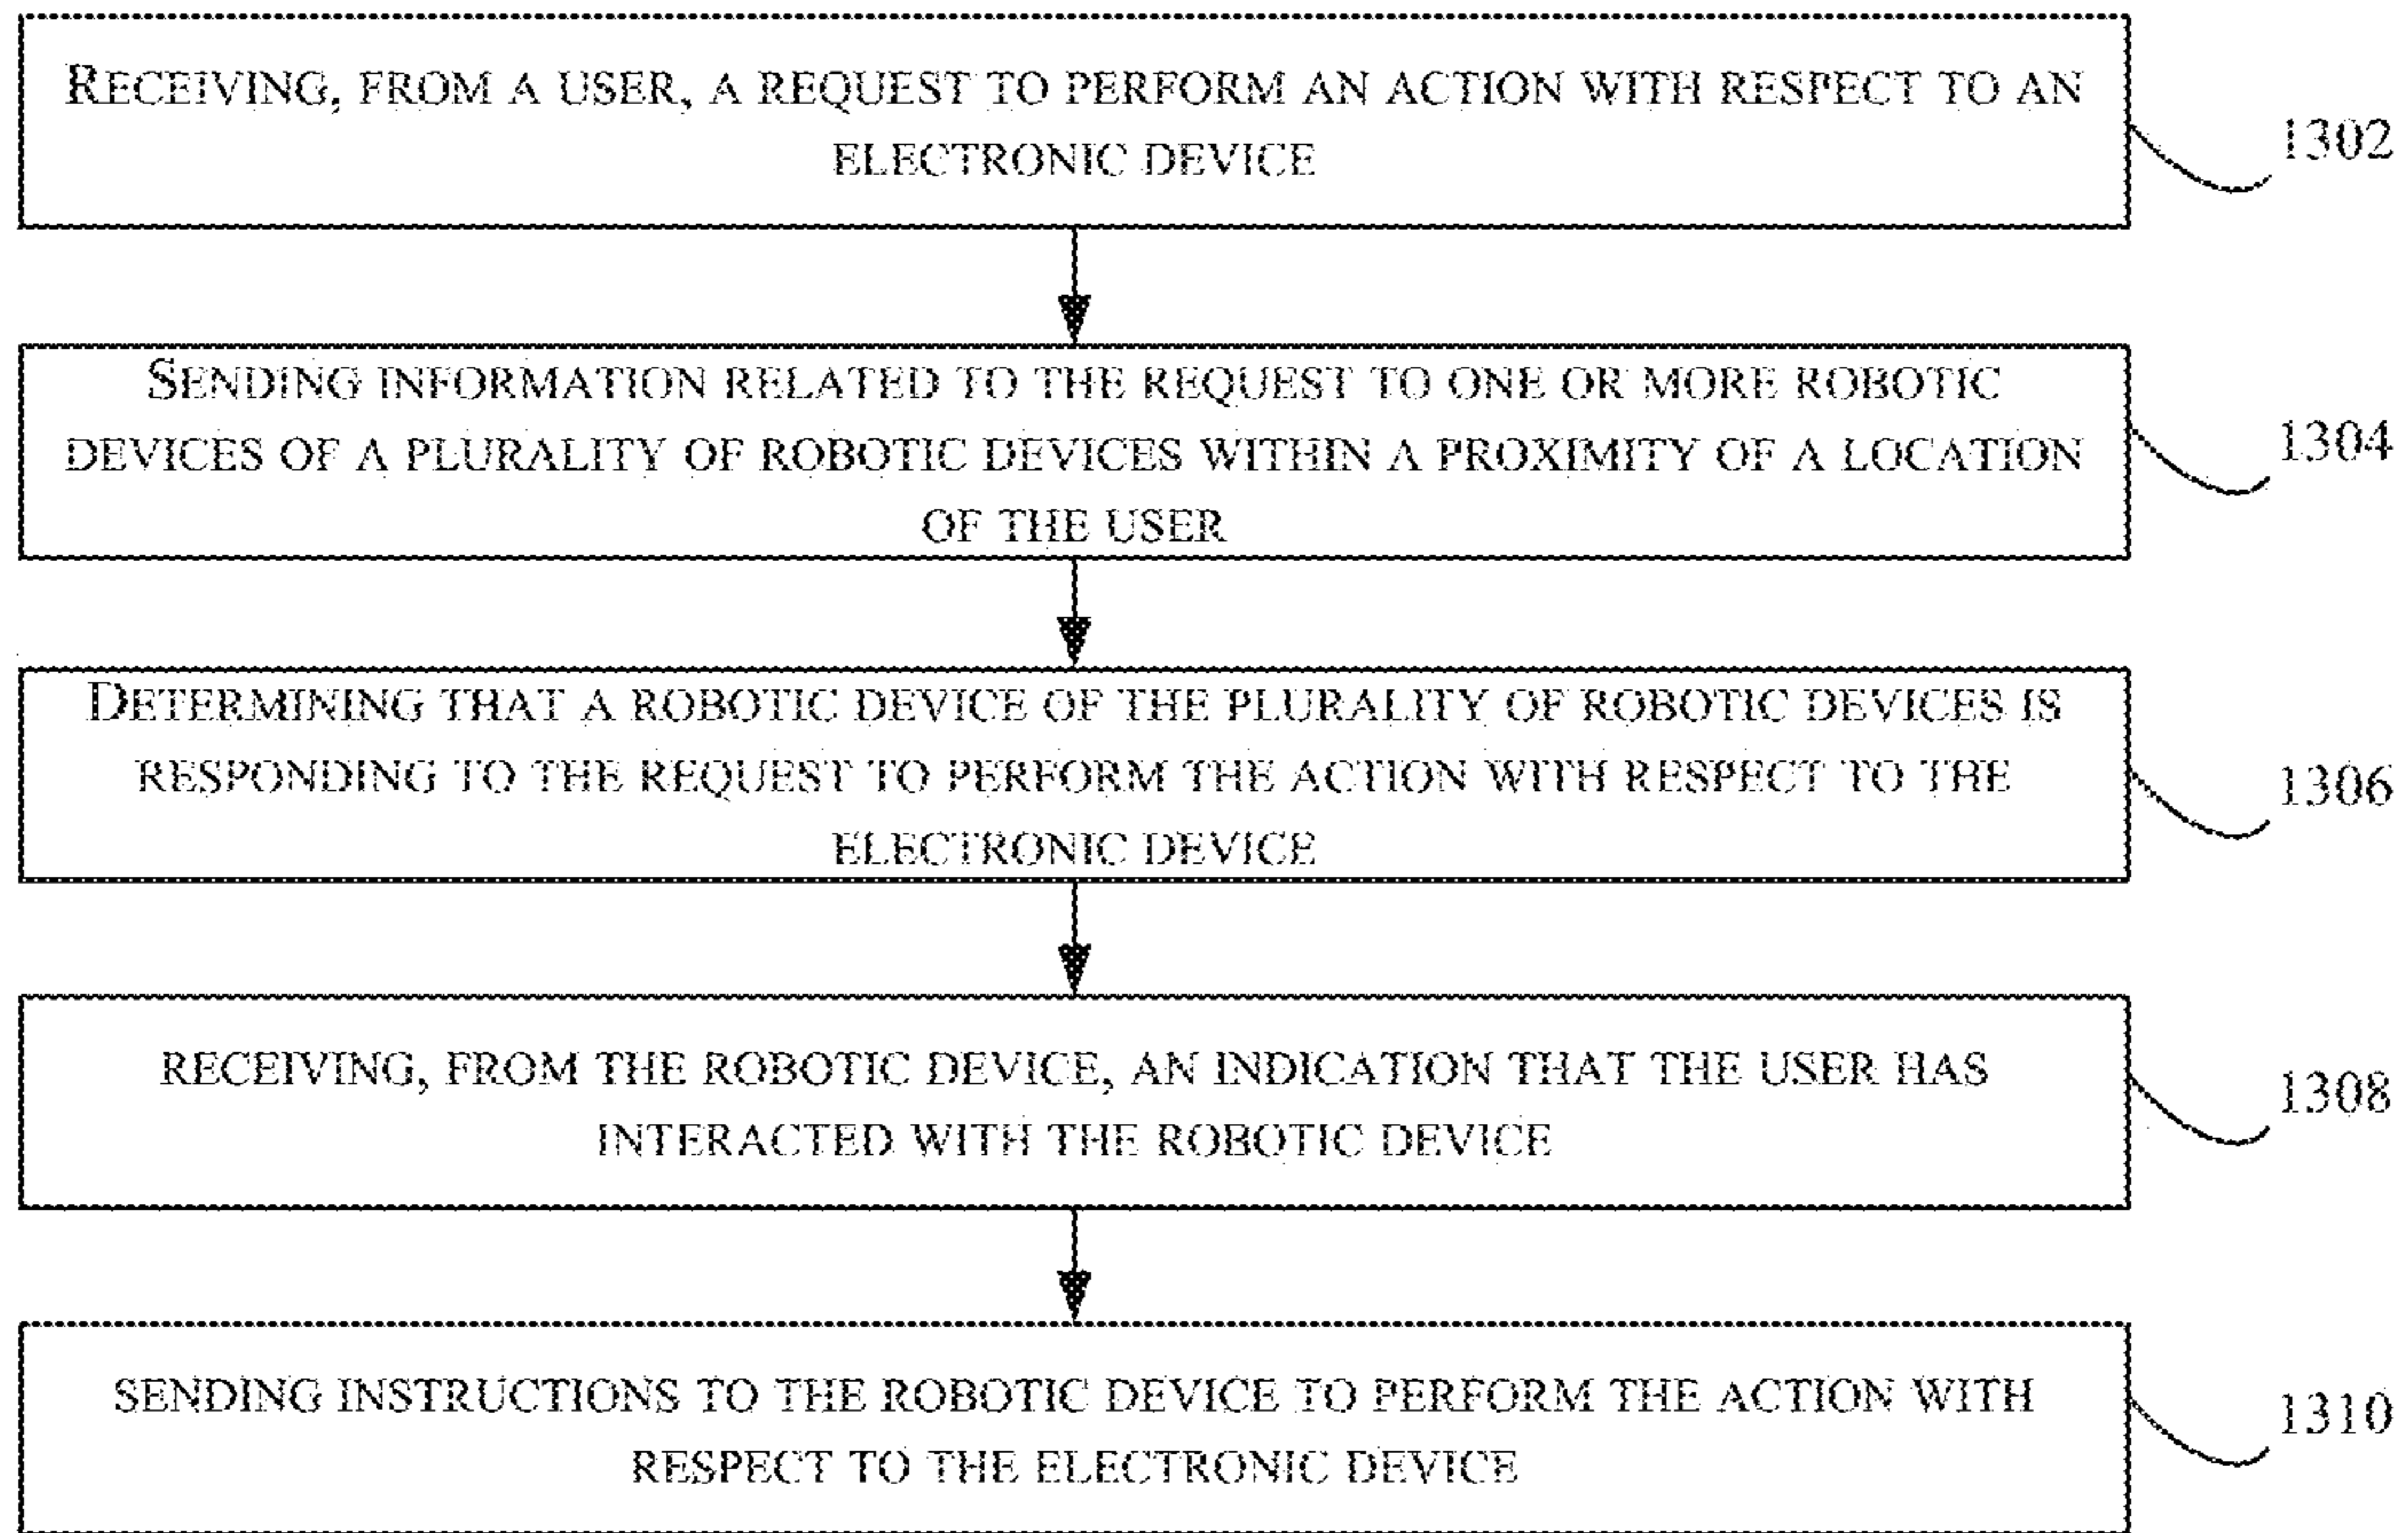 RECEIVING, FROM A USER, A REQUEST TO PERFORM AN ACTION WITH RESPECT TO AN
ELECTRONIC DEVICE
1302
SENDING INFORMATION RELATED TO THE REQUEST TO ONE OR MORE ROBOTIC
DEVICES OF A PLURALITY OF ROBOTIC DEVICES WITHIN A PROXIMITY OF A LOCATION
OF THE USER
1304
DETERMINING THAT A ROBOTIC DEVICE OF THE PLURALITY OF ROBOTIC DEVICES IS
RESPONDING TO THE REQUEST TO PERFORM THE ACTION WITH RESPECT TO THE
ELECTRONIC DEVICE
1306
RECEIVING, FROM THE ROBOTIC DEVICE, AN INDICATION THAT THE USER HAS
INTERACTED WITH THE ROBOTIC DEVICE
1308
SENDING INSTRUCTIONS TO THE ROBOTIC DEVICE TO PERFORM THE ACTION WITH
RESPECT TO THE ELECTRONIC DEVICE
1310